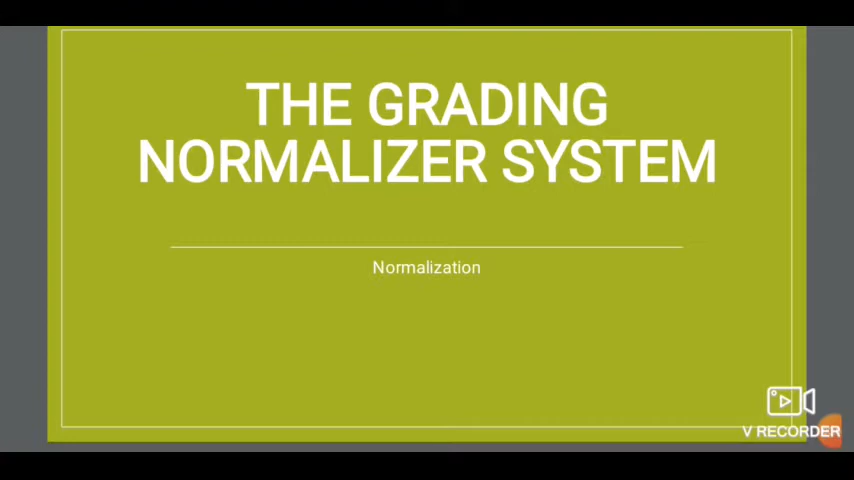 THE GRADING
NORMALIZER SYSTEM
Normalization
V RECORDER